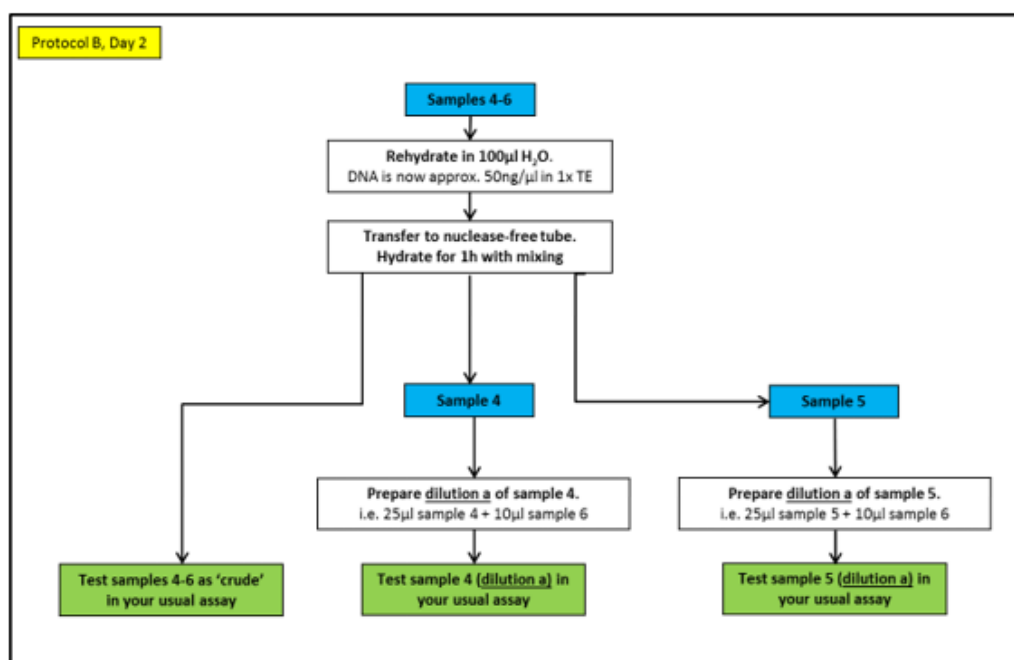 Protocol B, Day 2
Samples 4-6
Rehydrate in 100µl H₂O.
DNA is now approx. 50ng/µl in 1x TE
Transfer to nuclease-free tube.
Hydrate for 1h with mixing
Sample 4
Sample 5
Prepare dilution a of sample 4.
i.e. 25µl sample 4 + 10µl sample 6
Prepare dilution a of sample 5.
i.e. 25µl sample 5 + 10µl sample 6
Test samples 4-6 as ‘crude’
in your usual assay
Test sample 4 (dilution a) in
your usual assay
Test sample 5 (dilution a) in
your usual assay